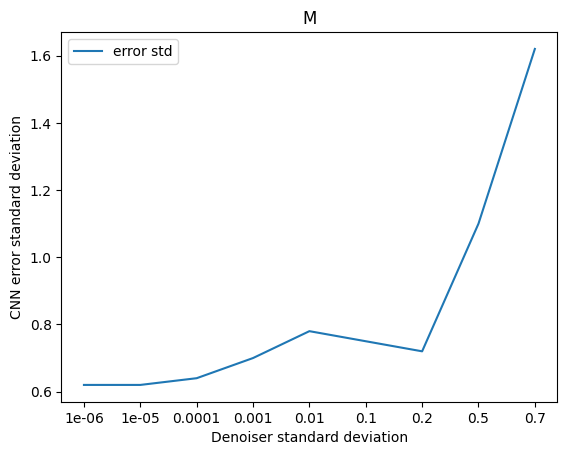 M
error std
CNN error standard deviation
1.6
1.4
1.2
1.0
0.8
0.6
1e-06 1e-05 0.0001 0.001 0.01 0.1 0.2 0.5 0.7
Denoiser standard deviation